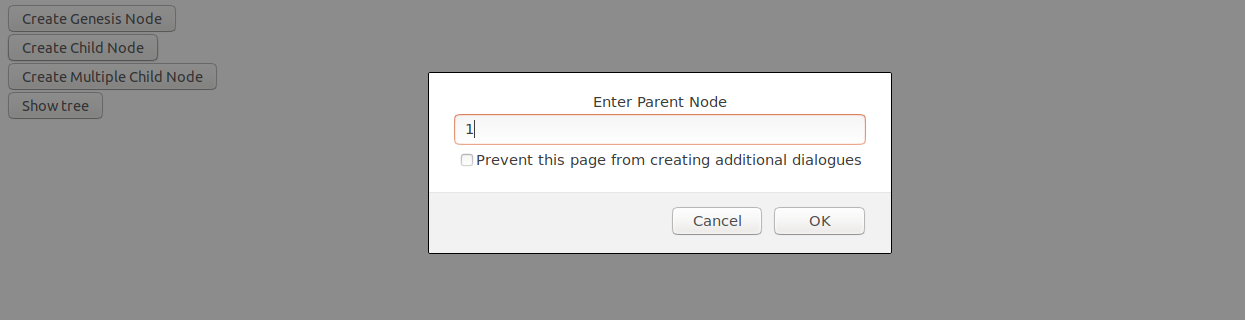 Create Genesis Node
Create Child Node
Create Multiple Child Node
Show tree
Enter Parent Node
1
Prevent this page from creating additional dialogues
Cancel
OK